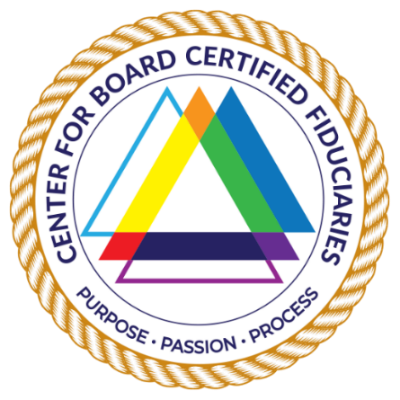 CENTER FOR BOARD CERTIFIED FIDUCIARIES
PURPOSE • PASSION • PROCESS